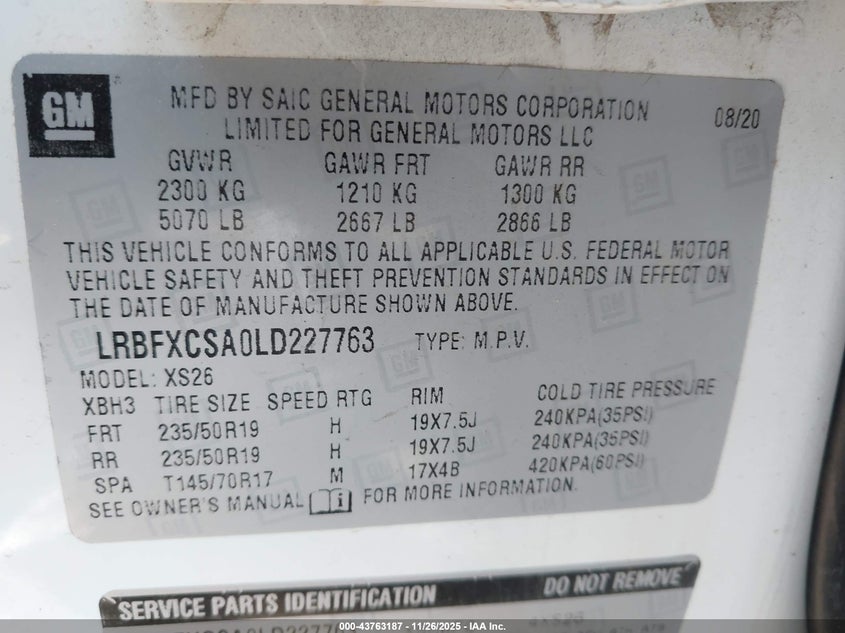 GM
MFD BY SAIC GENERAL MOTORS CORPORATION 08/20
LIMITED FOR GENERAL MOTORS LLC
GVWR GAWR FRT GAWR RR
2300 KG 1210 KG 1300 KG
5070 LB 2667 LB 2866 LB
THIS VEHICLE CONFORMS TO ALL APPLICABLE U.S. FEDERAL MOTOR
VEHICLE SAFETY AND THEFT PREVENTION STANDARDS IN EFFECT ON
THE DATE OF MANUFACTURE SHOWN ABOVE.
LRBFXCSA0LD227763 TYPE: M.P.V.
MODEL: XS26
XBH3 TIRE SIZE SPEED RTG RIM COLD TIRE PRESSURE
FRT 235/50R19 H 19X7.5J 240KPA(35PSI)
RR 235/50R19 H 19X7.5J 240KPA(35PSI)
SPA T145/70R17 M 17X4B 420KPA(60PSI)
SEE OWNER'S MANUAL FOR MORE INFORMATION.
SERVICE PARTS IDENTIFICATION DO NOT REMOVE
000-43763187 - 11/26/2025 - IAA Inc.